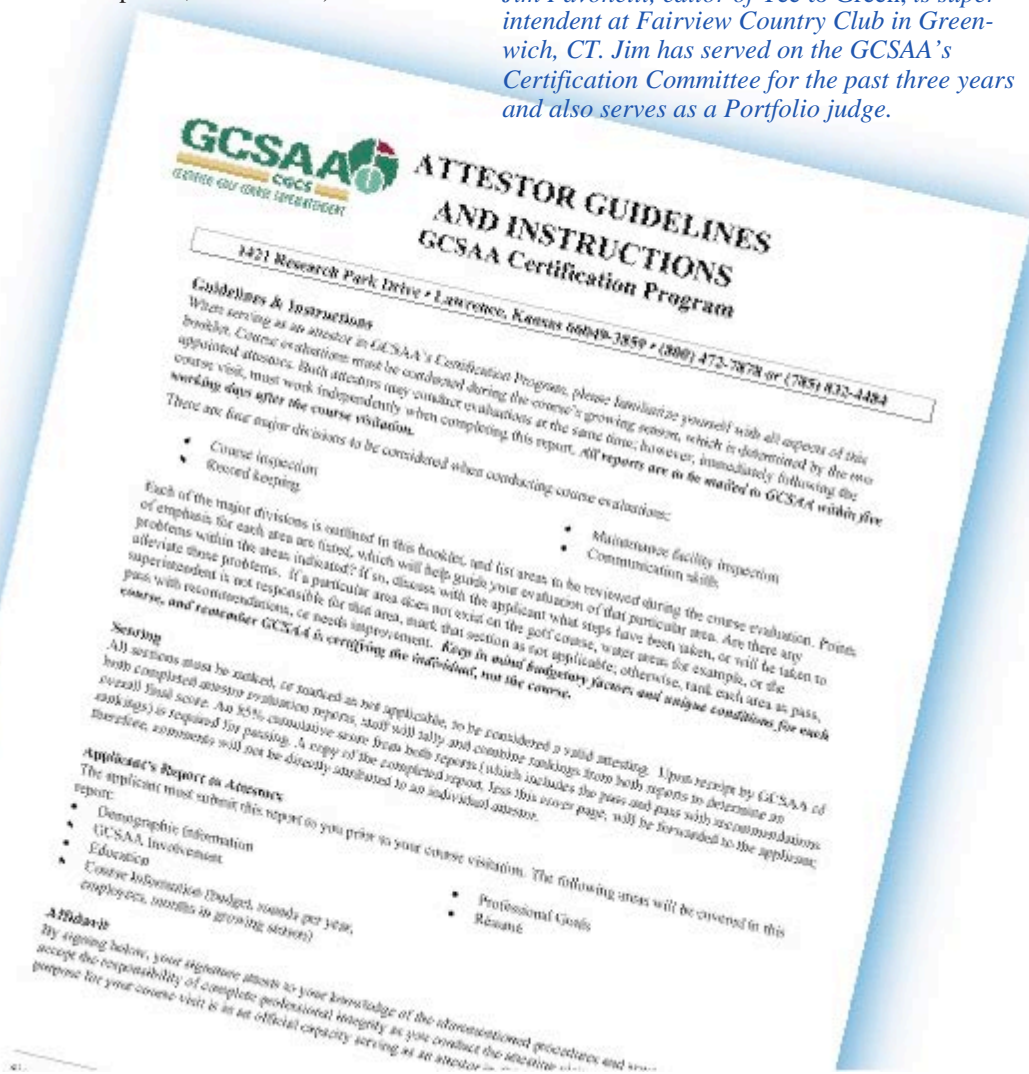 Jim Pavonetti, editor of Tee to Green, is super-
intendent at Fairview Country Club in Green-
wich, CT. Jim has served on the GCSAA's
Certification Committee for the past three years
and also serves as a Portfolio judge.
GCSAA
CGCS
CERTIFIED GOLF COURSE SUPERINTENDENT
ATTESTOR GUIDELINES
AND INSTRUCTIONS
GCSAA Certification Program
1421 Research Park Drive • Lawrence, Kansas 66049-3859 • (800) 472-7878 or (785) 832-4484
Guidelines & Instructions
When serving as an attestor in GCSAA's Certification Program, please familiarize yourself with all aspects of this
booklet. Course evaluations must be conducted during the course's growing season, which is determined by the two
appointed attestors. Both attestors may conduct evaluations at the same time; however, immediately following the
course visit, must work independently when completing this report. All reports are to be mailed to GCSAA within five
working days after the course visitation.
There are four major divisions to be considered when conducting course evaluations:
• Course inspection
• Record keeping
• Maintenance facility inspection
• Communication skills
Each of the major divisions is outlined in this booklet, and list areas to be reviewed during the course evaluation. Points
of emphasis for each area are listed, which will help guide your evaluation of that particular area. Are there any
problems within the areas indicated? If so, discuss with the applicant what steps have been taken, or will be taken to
alleviate those problems. If a particular area does not exist on the golf course, water areas for example, or the
superintendent is not responsible for that area, mark that section as not applicable; otherwise, rank each area as pass,
pass with recommendations, or needs improvement. Keep in mind budgetary factors and unique conditions for each
course, and remember GCSAA is certifying the individual, not the course.
Scoring
All sections must be ranked, or marked as not applicable, to be considered a valid attesting. Upon receipt by GCSAA of
both completed attestor evaluation reports, staff will tally and combine rankings from both reports to determine an
overall final score. An 85% cumulative score from both reports (which includes the pass and pass with recommendations
rankings) is required for passing. A copy of the completed report, less this cover page, will be forwarded to the applicant;
therefore, comments will not be directly attributed to an individual attestor.
Applicant's Report to Attestors
The applicant must submit this report to you prior to your course visitation. The following areas will be covered in this
report:
• Demographic Information
• GCSAA Involvement
• Education
• Course Information (budget, rounds per year,
employees, months in growing season)
• Professional Goals
• Résumé
Affidavit
By signing below, your signature attests to your knowledge of the aforementioned procedures and
accept the responsibility of complete professional integrity as you conduct the attesting
purpose for your course visit is in an official capacity serving as an attestor